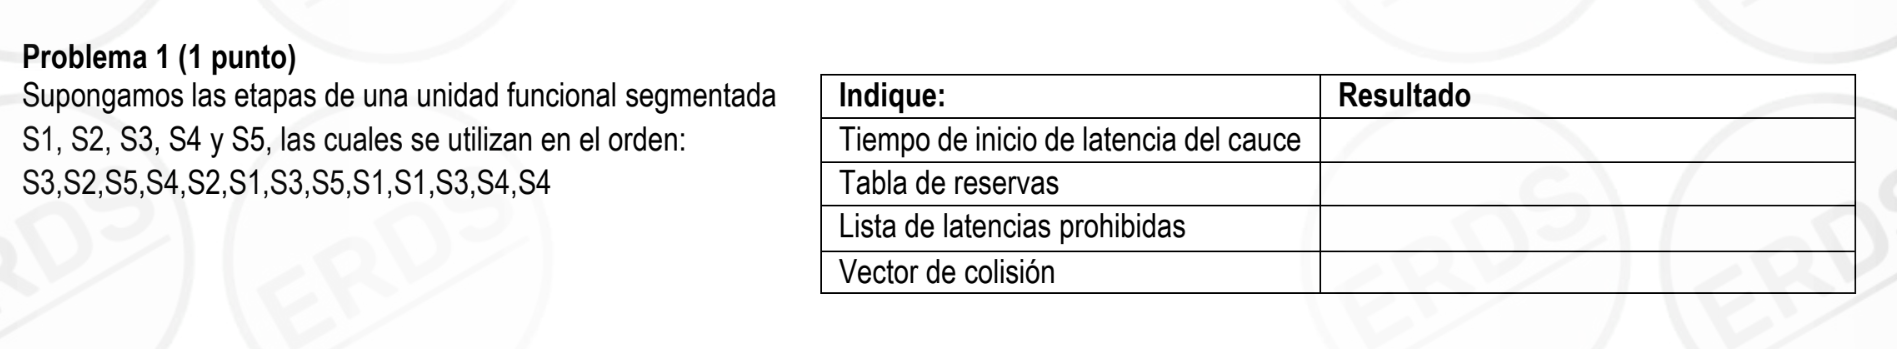 Problema 1 (1 punto)
Supongamos las etapas de una unidad funcional segmentada
S1, S2, S3, S4 y S5, las cuales se utilizan en el orden:
S3,S2,S5,S4,S2,S1,S3,S5,S1,S1,S3,S4,S4
Indique: Resultado
Tiempo de inicio de latencia del cauce
Tabla de reservas
Lista de latencias prohibidas
Vector de colisión
RDS
ERDS
ERDS
ERDS